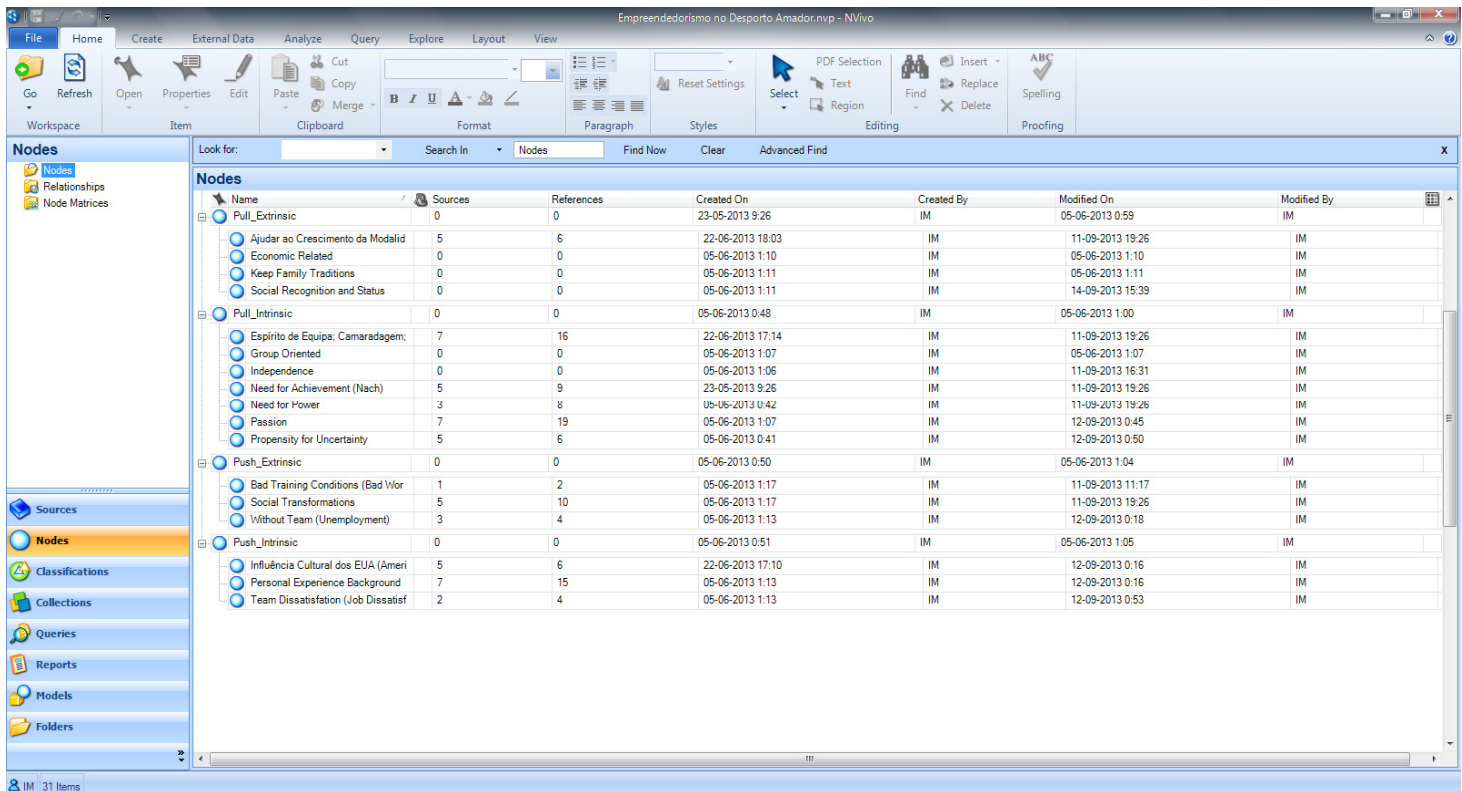 Empreendedorismo no Desporto Amador.nvp - NVivo
File Home Create External Data Analyze Query Explore Layout View
Go Refresh Open Properties Edit Paste Cut Copy Merge
B I U A
Reset Settings
Select PDF Selection Text Region Find Insert Replace Delete
ABC Spelling
Workspace Item Clipboard Format Paragraph Styles Editing Proofing
Nodes
Nodes
Relationships
Node Matrices
Sources
Nodes
Classifications
Collections
Queries
Reports
Models
Folders
Look for: Search In Nodes Find Now Clear Advanced Find x
Nodes
Name Sources References Created On Created By Modified On Modified By
Pull_Extrinsic 0 0 23-05-2013 9:26 IM 05-06-2013 0:59 IM
Ajudar ao Crescimento da Modalid 5 6 22-06-2013 18:03 IM 11-09-2013 19:26 IM
Economic Related 0 0 05-06-2013 1:10 IM 05-06-2013 1:10 IM
Keep Family Traditions 0 0 05-06-2013 1:11 IM 05-06-2013 1:11 IM
Social Recognition and Status 0 0 05-06-2013 1:11 IM 14-09-2013 15:39 IM
Pull_Intrinsic 0 0 05-06-2013 0:48 IM 05-06-2013 1:00 IM
Espírito de Equipa; Camaradagem; 7 16 22-06-2013 17:14 IM 11-09-2013 19:26 IM
Group Oriented 0 0 05-06-2013 1:07 IM 05-06-2013 1:07 IM
Independence 0 0 05-06-2013 1:06 IM 11-09-2013 16:31 IM
Need for Achievement (Nach) 5 9 23-05-2013 9:26 IM 11-09-2013 19:26 IM
Need for Power 3 8 05-06-2013 0:42 IM 11-09-2013 19:26 IM
Passion 7 19 05-06-2013 1:07 IM 12-09-2013 0:45 IM
Propensity for Uncertainty 5 6 05-06-2013 0:41 IM 12-09-2013 0:50 IM
Push_Extrinsic 0 0 05-06-2013 0:50 IM 05-06-2013 1:04 IM
Bad Training Conditions (Bad Wor 1 2 05-06-2013 1:17 IM 11-09-2013 11:17 IM
Social Transformations 5 10 05-06-2013 1:17 IM 11-09-2013 19:26 IM
Without Team (Unemployment) 3 4 05-06-2013 1:13 IM 12-09-2013 0:18 IM
Push_Intrinsic 0 0 05-06-2013 0:51 IM 05-06-2013 1:05 IM
Influência Cultural dos EUA (Ameri 5 6 22-06-2013 17:10 IM 12-09-2013 0:16 IM
Personal Experience Background 7 15 05-06-2013 1:13 IM 12-09-2013 0:16 IM
Team Dissatisfation (Job Dissatisf 2 4 05-06-2013 1:13 IM 12-09-2013 0:53 IM
IM 31 Items